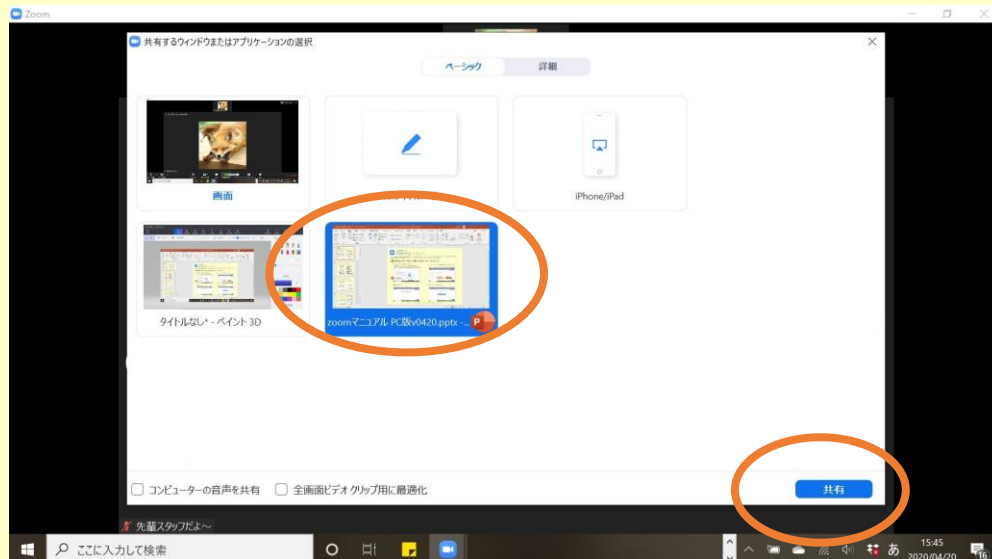 Zoom
共有するウィンドウまたはアプリケーションの選択
ベーシック
詳細
画面
iPhone/iPad
タイトルなし* - ペイント 3D
zoomマニュアル PC版v0420.pptx - ...
P
コンピューターの音声を共有
全画面ビデオ クリップ用に最適化
共有
先輩スタッフだよ～
ここに入力して検索
あ
15:45
2020/04/20
16